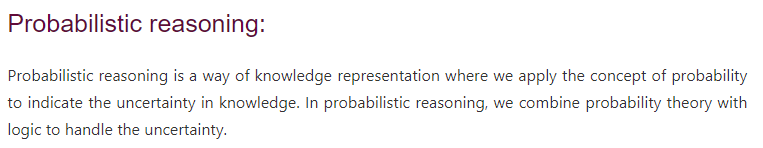 Probabilistic reasoning:
Probabilistic reasoning is a way of knowledge representation where we apply the concept of probability
to indicate the uncertainty in knowledge. In probabilistic reasoning, we combine probability theory with
logic to handle the uncertainty.